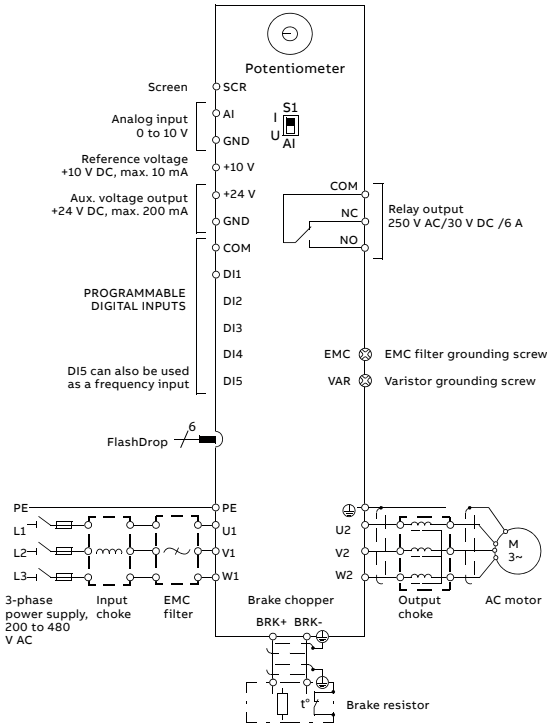 Potentiometer
Screen
SCR
Analog input
0 to 10 V
AI
GND
S1
I
U
AI
Reference voltage
+10 V DC, max. 10 mA
+10 V
Aux. voltage output
+24 V DC, max. 200 mA
+24 V
GND
COM
NC
NO
Relay output
250 V AC/30 V DC /6 A
PROGRAMMABLE
DIGITAL INPUTS
COM
DI1
DI2
DI3
DI4
DI5
DI5 can also be used
as a frequency input
EMC
EMC filter grounding screw
VAR
Varistor grounding screw
FlashDrop
6
PE
PE
L1
U1
U2
L2
V1
V2
L3
W1
W2
M
3~
3-phase
power supply,
200 to 480
V AC
Input
choke
EMC
filter
Brake chopper
BRK+ BRK-
Output
choke
AC motor
t°
Brake resistor